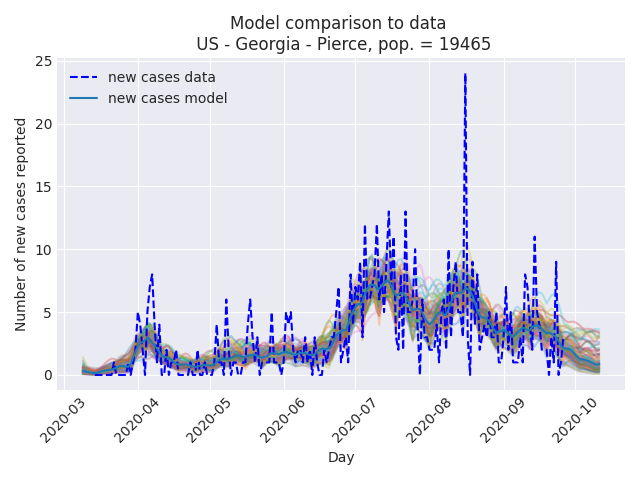 Model comparison to data
US - Georgia - Pierce, pop. = 19465
new cases data
new cases model
Number of new cases reported
25
20
15
10
5
0
2020-03
2020-04
2020-05
2020-06
2020-07
2020-08
2020-09
2020-10
Day